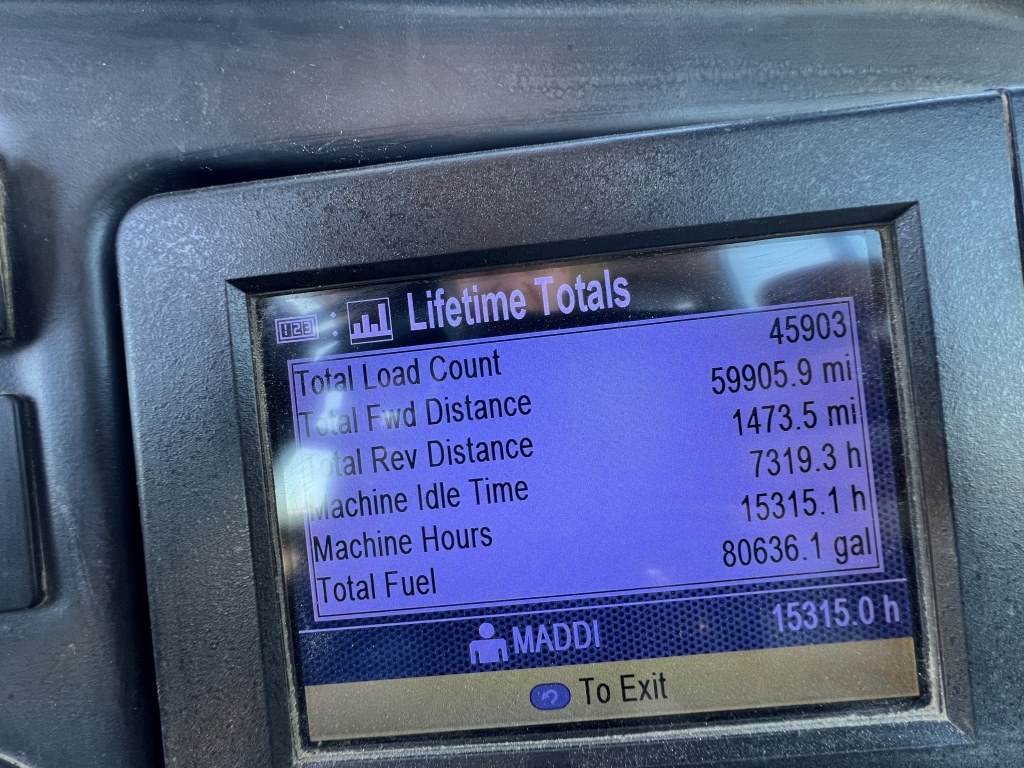 123 : Lifetime Totals
Total Load Count 45903
Total Fwd Distance 59905.9 mi
Total Rev Distance 1473.5 mi
Machine Idle Time 7319.3 h
Machine Hours 15315.1 h
Total Fuel 80636.1 gal
MADDI 15315.0 h
To Exit